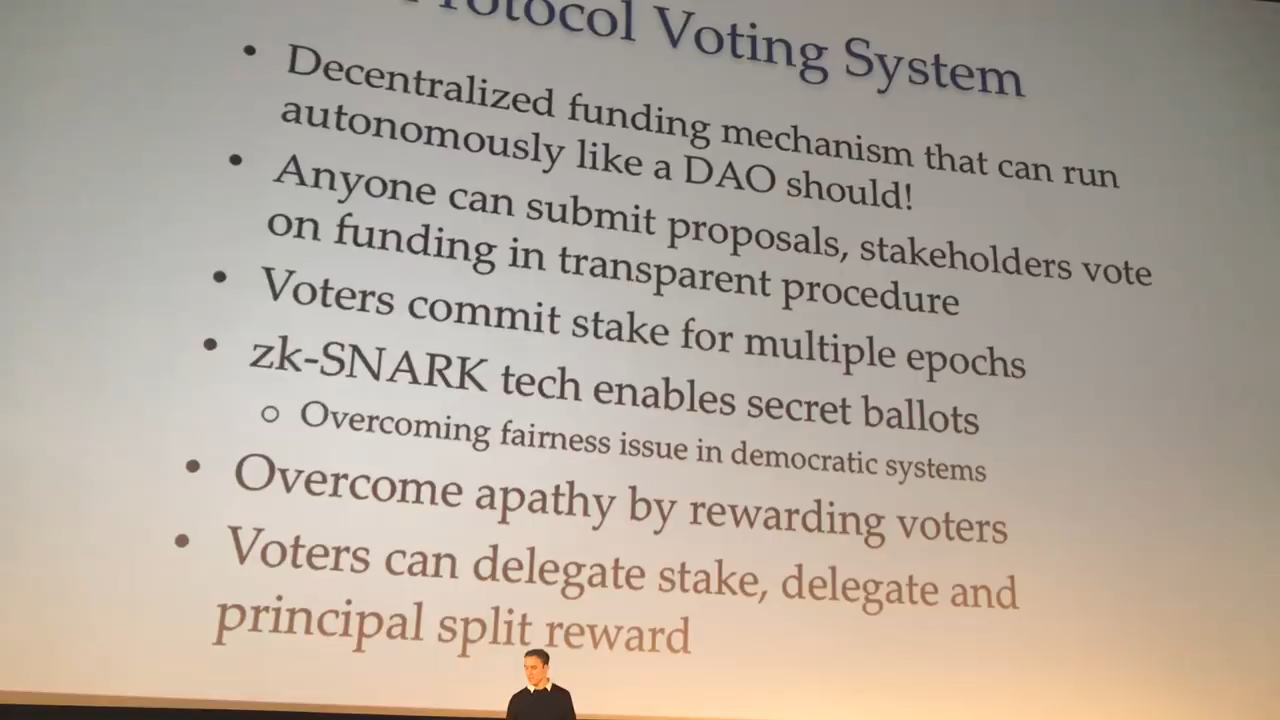 Protocol Voting System
• Decentralized funding mechanism that can run
autonomously like a DAO should!
• Anyone can submit proposals, stakeholders vote
on funding in transparent procedure
• Voters commit stake for multiple epochs
• zk-SNARK tech enables secret ballots
○ Overcoming fairness issue in democratic systems
• Overcome apathy by rewarding voters
• Voters can delegate stake, delegate and
principal split reward